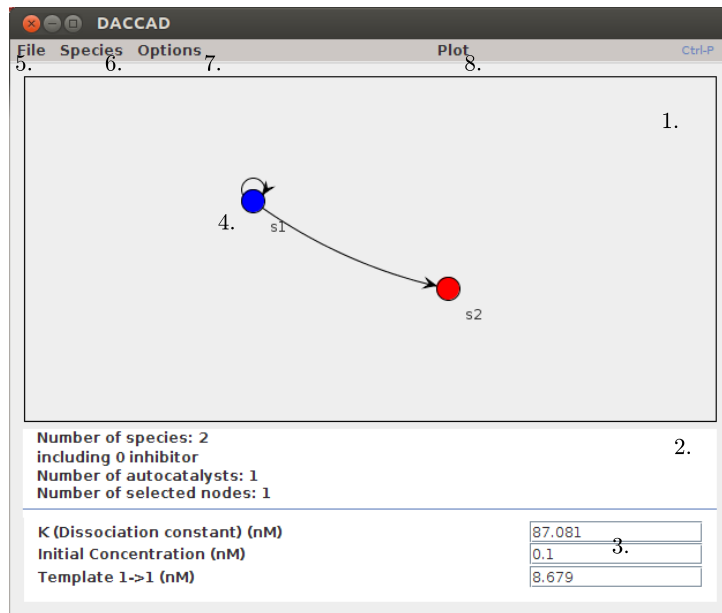 DACCAD
File Species Options Plot Ctrl-P
5. 6. 7. 8.
1.
4.
s1
s2
Number of species: 2
including 0 inhibitor
Number of autocatalysts: 1
Number of selected nodes: 1
2.
K (Dissociation constant) (nM) 87.081
Initial Concentration (nM) 0.1
3.
Template 1->1 (nM) 8.679